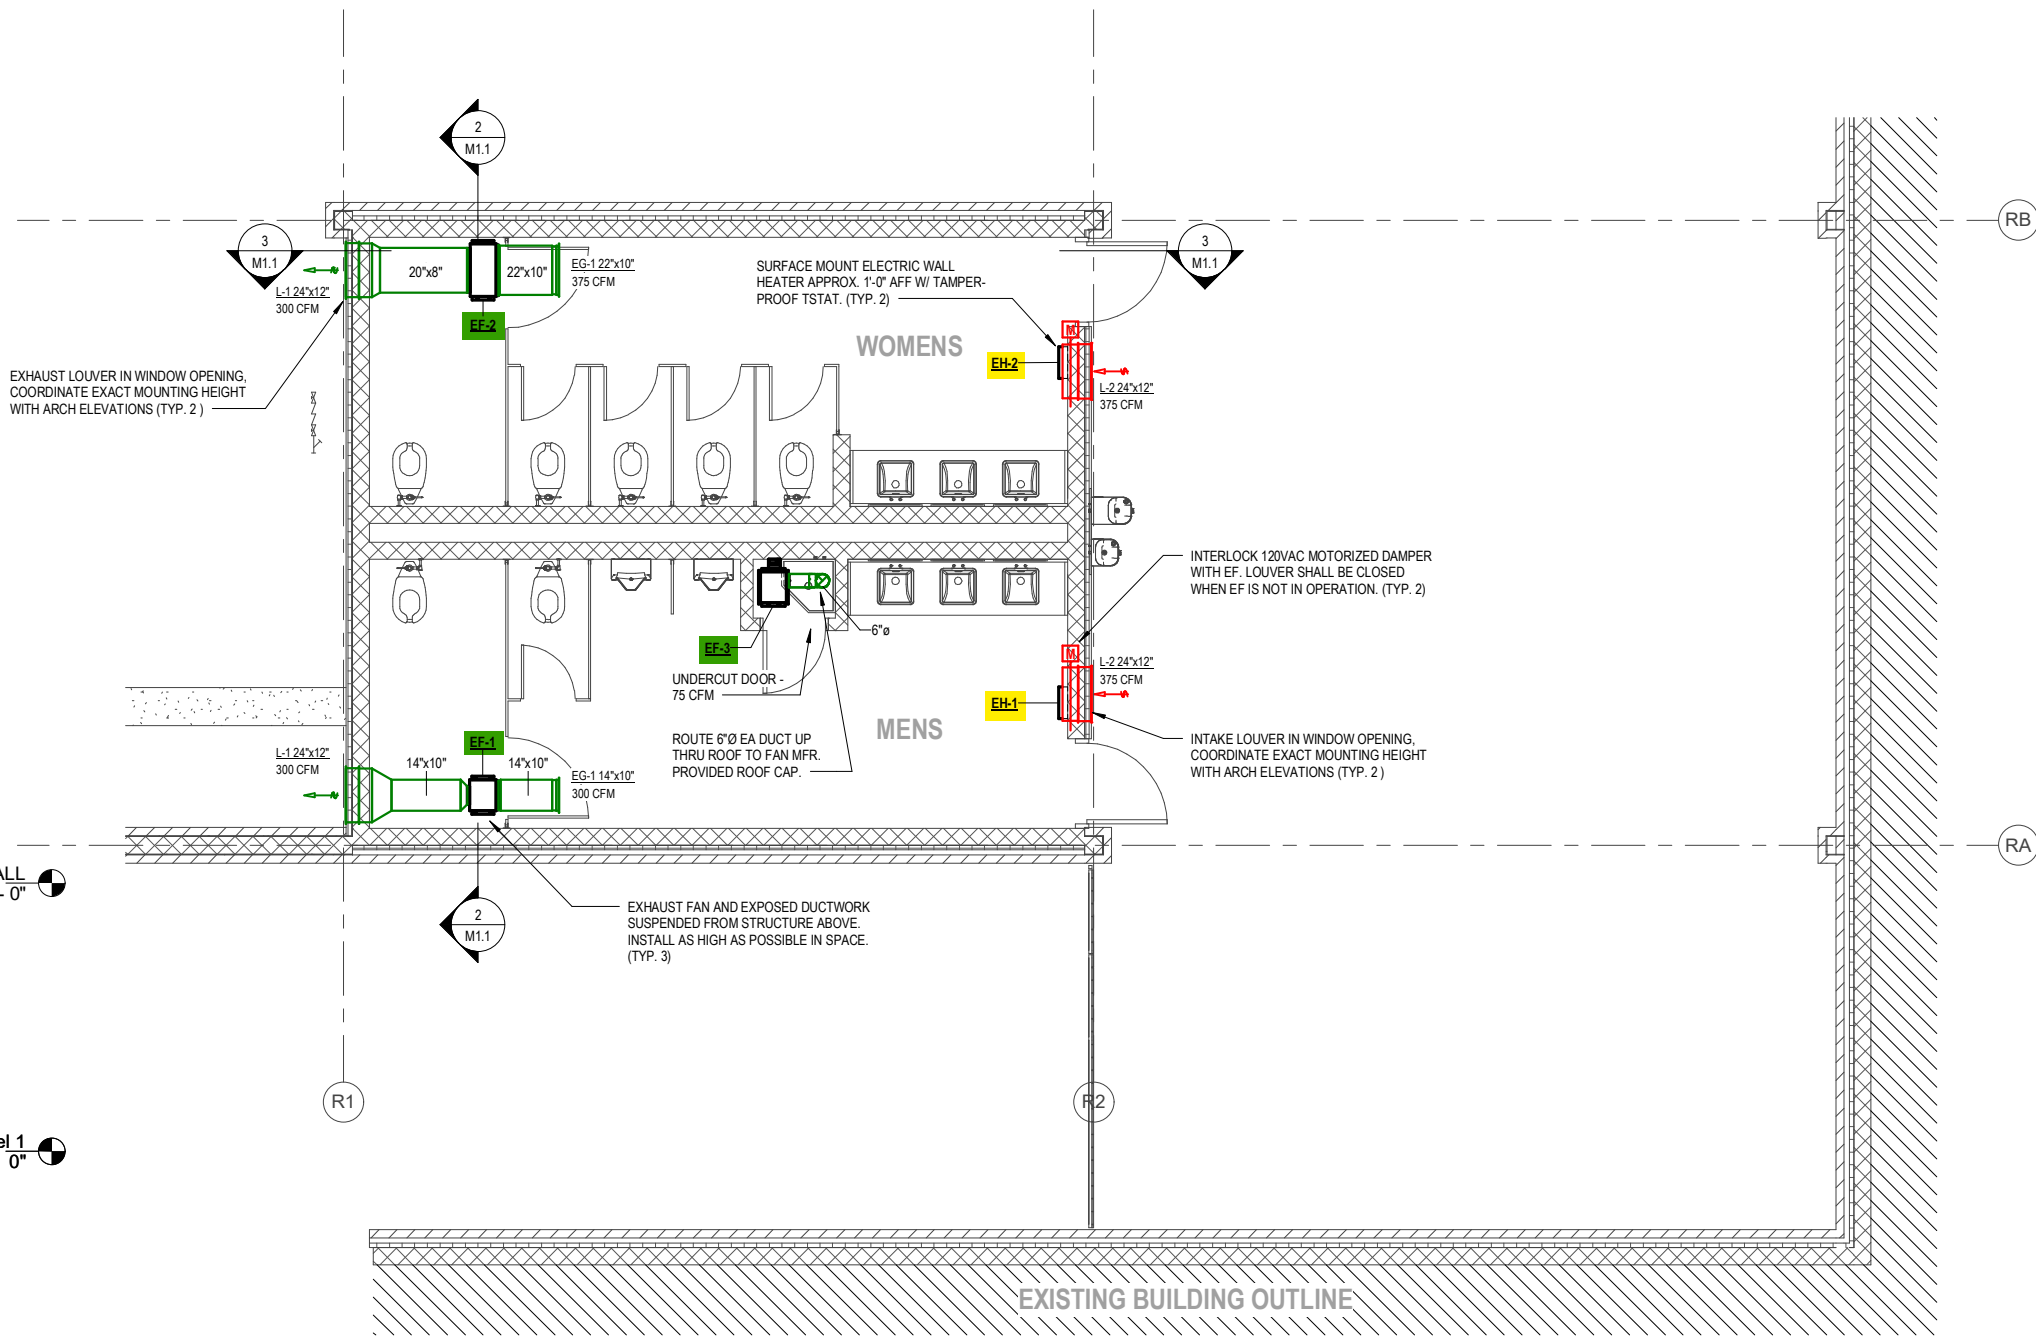 2
M1.1
RB
3
M1.1
20"x8"
22"x10"
EG-1 22"x10"
375 CFM
L-1 24"x12"
300 CFM
EF-2
SURFACE MOUNT ELECTRIC WALL
HEATER APPROX. 1'-0" AFF W/ TAMPER-
PROOF TSTAT. (TYP. 2)
3
M1.1
WOMENS
M
EH-2
L-2 24"x12"
375 CFM
EXHAUST LOUVER IN WINDOW OPENING,
COORDINATE EXACT MOUNTING HEIGHT
WITH ARCH ELEVATIONS (TYP. 2 )
INTERLOCK 120VAC MOTORIZED DAMPER
WITH EF. LOUVER SHALL BE CLOSED
WHEN EF IS NOT IN OPERATION. (TYP. 2)
6"ø
EF-3
UNDERCUT DOOR -
75 CFM
M
L-2 24"x12"
375 CFM
EH-1
MENS
ROUTE 6"Ø EA DUCT UP
THRU ROOF TO FAN MFR.
PROVIDED ROOF CAP.
INTAKE LOUVER IN WINDOW OPENING,
COORDINATE EXACT MOUNTING HEIGHT
WITH ARCH ELEVATIONS (TYP. 2 )
EF-1
L-1 24"x12"
300 CFM
14"x10"
14"x10"
EG-1 14"x10"
300 CFM
RA
ALL
- 0"
2
M1.1
EXHAUST FAN AND EXPOSED DUCTWORK
SUSPENDED FROM STRUCTURE ABOVE.
INSTALL AS HIGH AS POSSIBLE IN SPACE.
(TYP. 3)
R1
R2
el 1
0"
EXISTING BUILDING OUTLINE